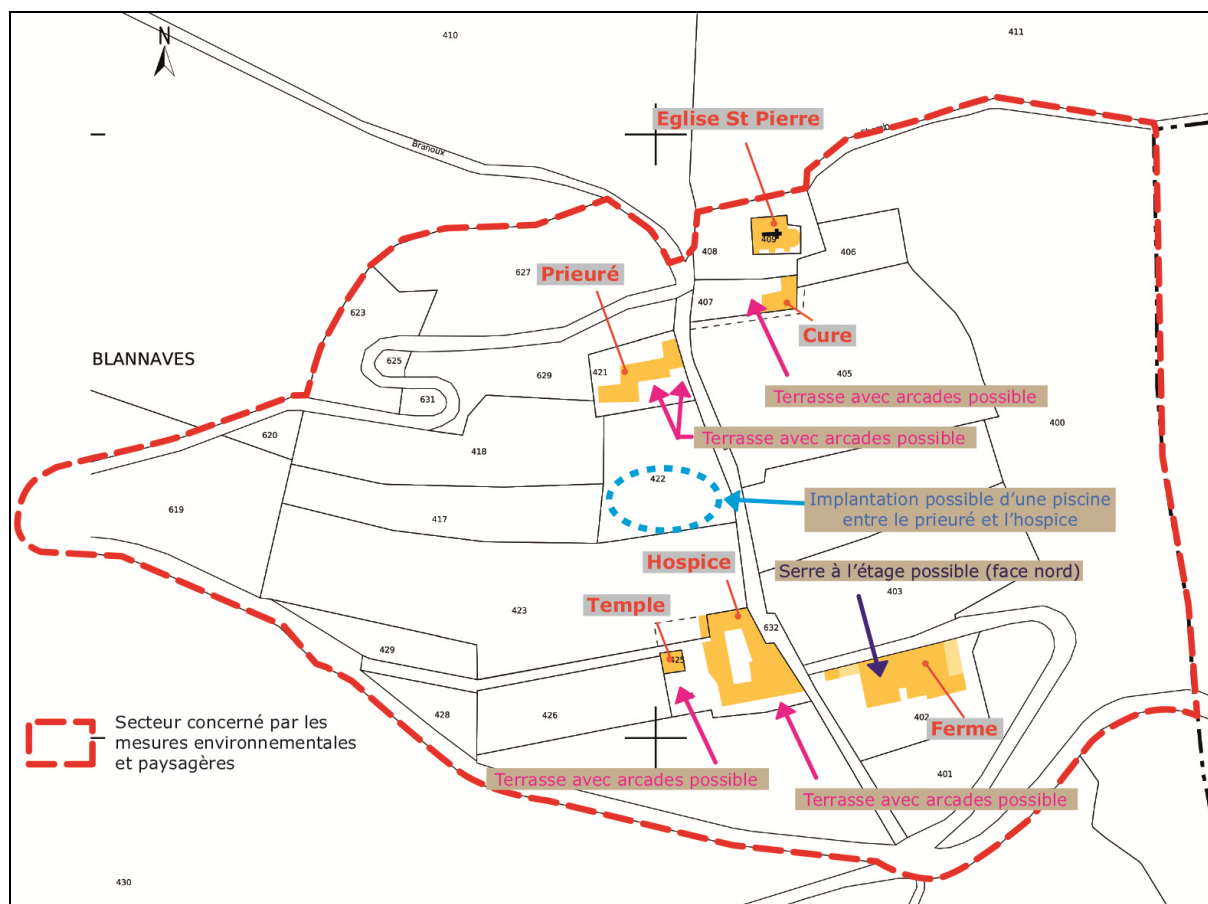 410
411
N
Eglise St Pierre
Branoux
409
408
406
627
Prieuré
407
623
Cure
BLANNAVES
625
629
421
405
631
Terrasse avec arcades possible
400
620
Terrasse avec arcades possible
418
422
619
417
Implantation possible d'une piscine
entre le prieuré et l'hospice
Hospice
Serre à l'étage possible (face nord)
Temple
423
403
632
429
425
428
426
402
Ferme
Secteur concerné par les
mesures environnementales
et paysagères
Terrasse avec arcades possible
401
Terrasse avec arcades possible
430